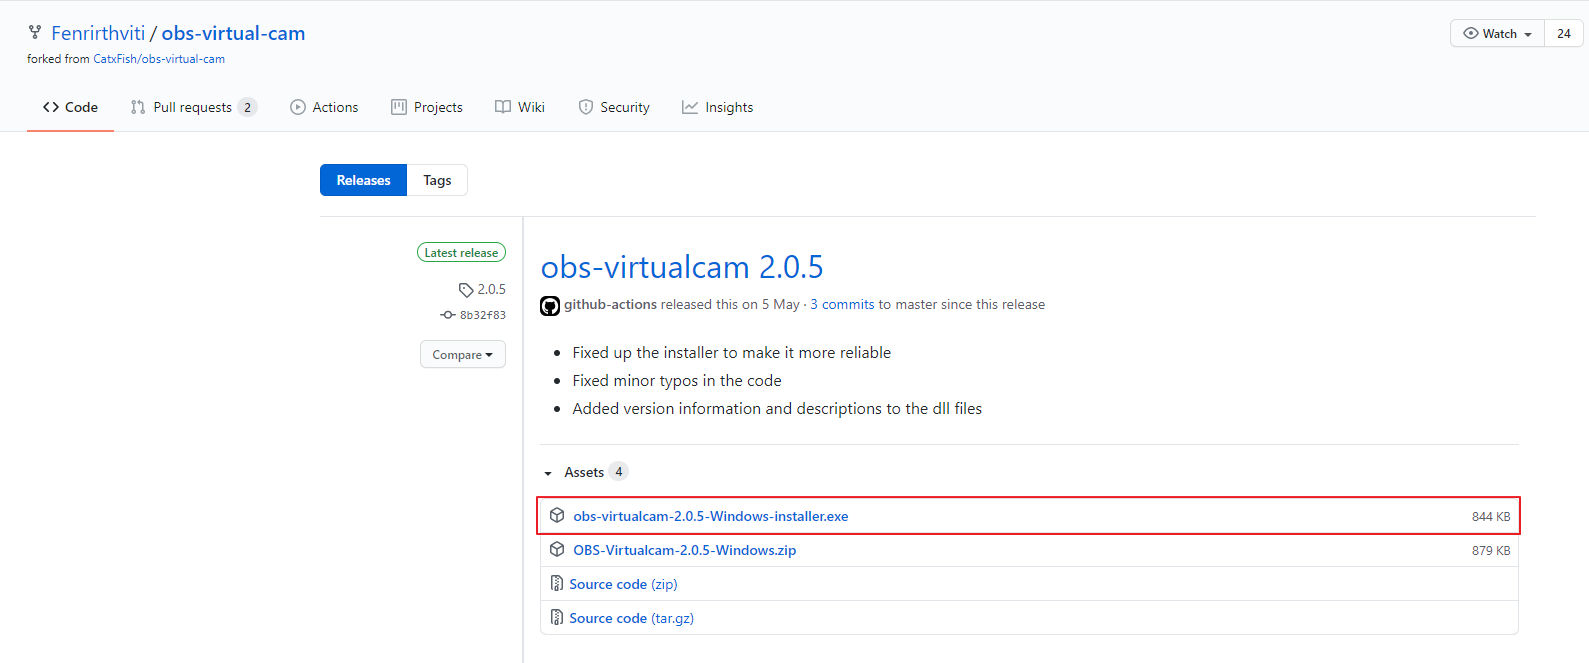 Fenrirthviti / obs-virtual-cam
Watch 24
forked from CatxFish/obs-virtual-cam
Code Pull requests 2 Actions Projects Wiki Security Insights
Releases Tags
Latest release
2.0.5
8b32f83
Compare
obs-virtualcam 2.0.5
github-actions released this on 5 May · 3 commits to master since this release
• Fixed up the installer to make it more reliable
• Fixed minor typos in the code
• Added version information and descriptions to the dll files
Assets 4
obs-virtualcam-2.0.5-Windows-installer.exe 844 KB
OBS-Virtualcam-2.0.5-Windows.zip 879 KB
Source code (zip)
Source code (tar.gz)